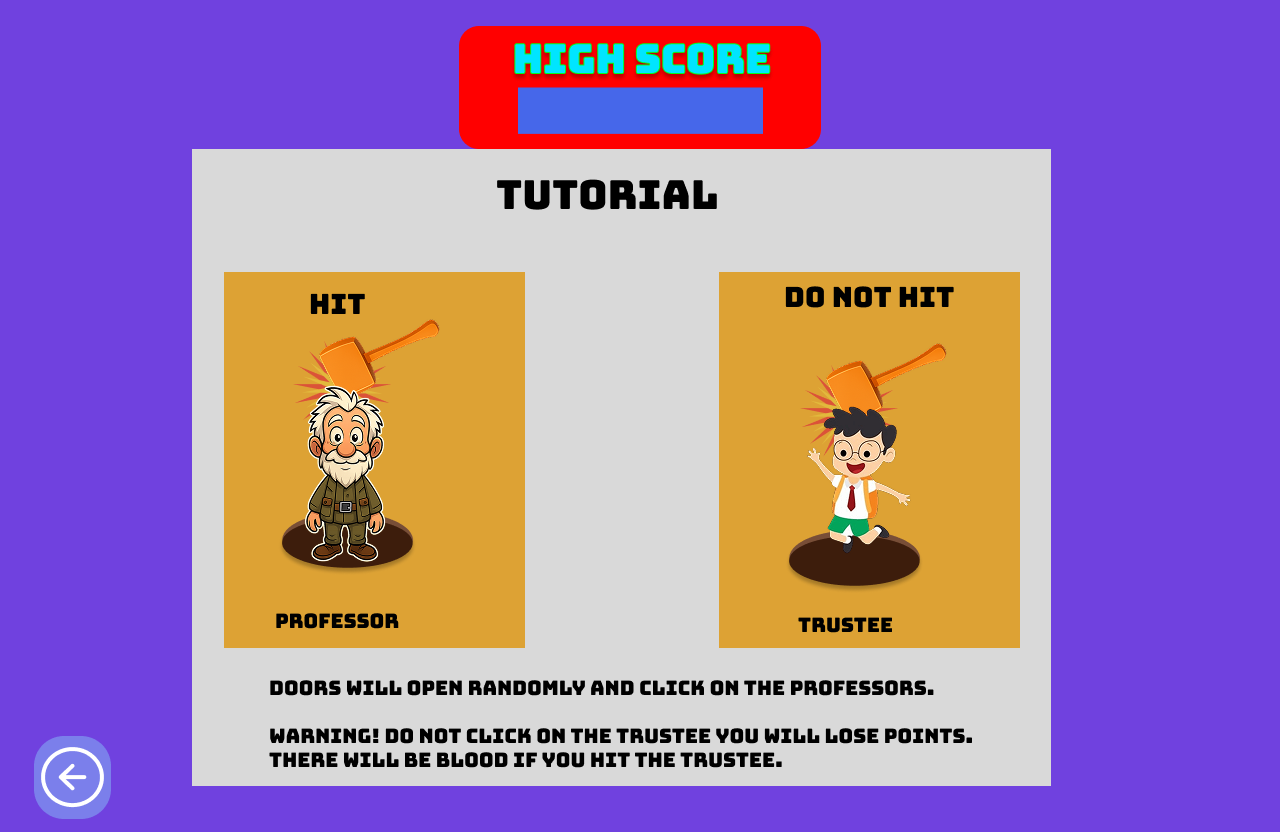 HIGH SCORE
TUTORIAL
HIT
DO NOT HIT
PROFESSOR
TRUSTEE
DOORS WILL OPEN RANDOMLY AND CLICK ON THE PROFESSORS.
WARNING! DO NOT CLICK ON THE TRUSTEE YOU WILL LOSE POINTS.
THERE WILL BE BLOOD IF YOU HIT THE TRUSTEE.